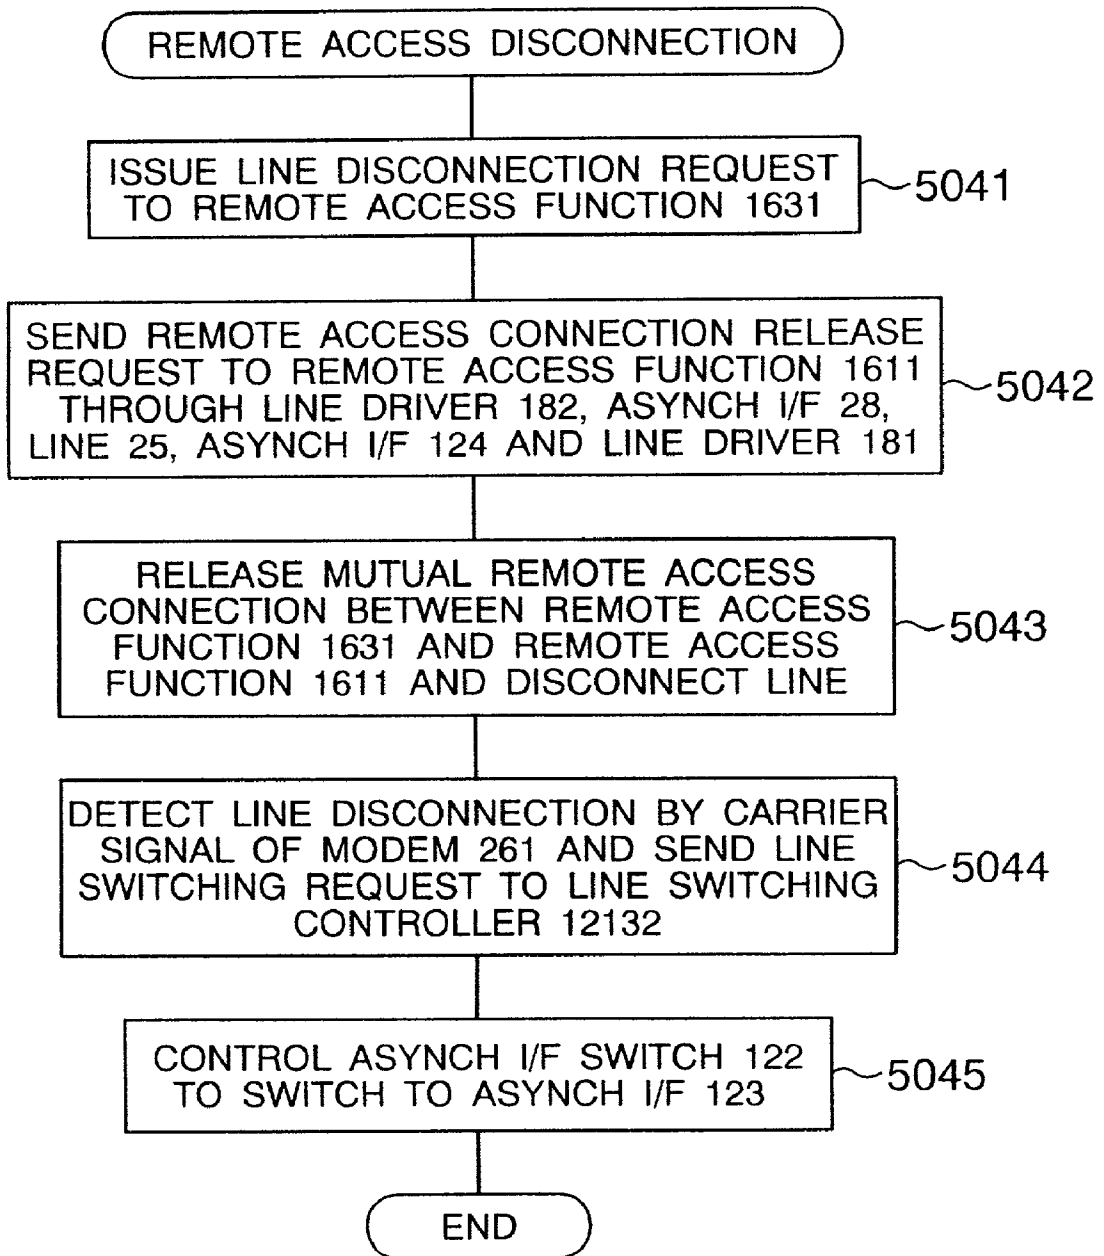 REMOTE ACCESS DISCONNECTION
ISSUE LINE DISCONNECTION REQUEST
TO REMOTE ACCESS FUNCTION 1631
5041
SEND REMOTE ACCESS CONNECTION RELEASE
REQUEST TO REMOTE ACCESS FUNCTION 1611
THROUGH LINE DRIVER 182, ASYNCH I/F 28,
LINE 25, ASYNCH I/F 124 AND LINE DRIVER 181
5042
RELEASE MUTUAL REMOTE ACCESS
CONNECTION BETWEEN REMOTE ACCESS
FUNCTION 1631 AND REMOTE ACCESS
FUNCTION 1611 AND DISCONNECT LINE
5043
DETECT LINE DISCONNECTION BY CARRIER
SIGNAL OF MODEM 261 AND SEND LINE
SWITCHING REQUEST TO LINE SWITCHING
CONTROLLER 12132
5044
CONTROL ASYNCH I/F SWITCH 122
TO SWITCH TO ASYNCH I/F 123
5045
END